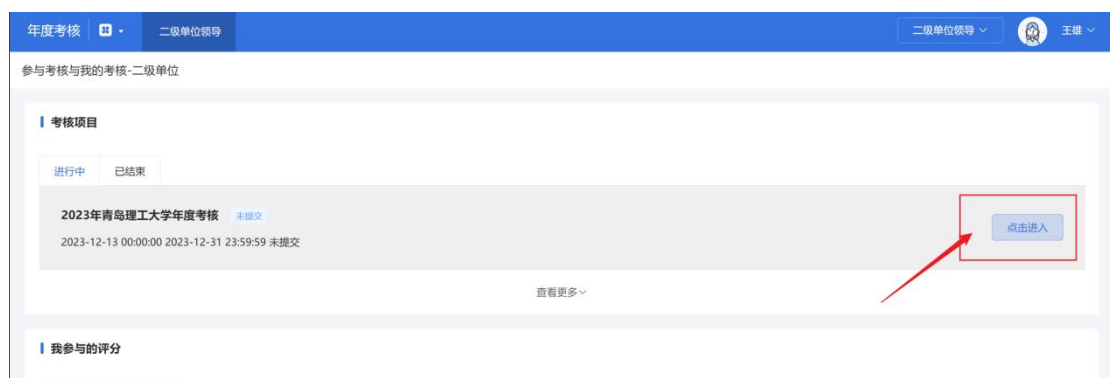 年度考核 二级单位领导 二级单位领导 王雄
参与考核与我的考核-二级单位
考核项目
进行中 已结束
2023年青岛理工大学年度考核 未提交
点击进入
2023-12-13 00:00:00 2023-12-31 23:59:59 未提交
查看更多
我参与的评分